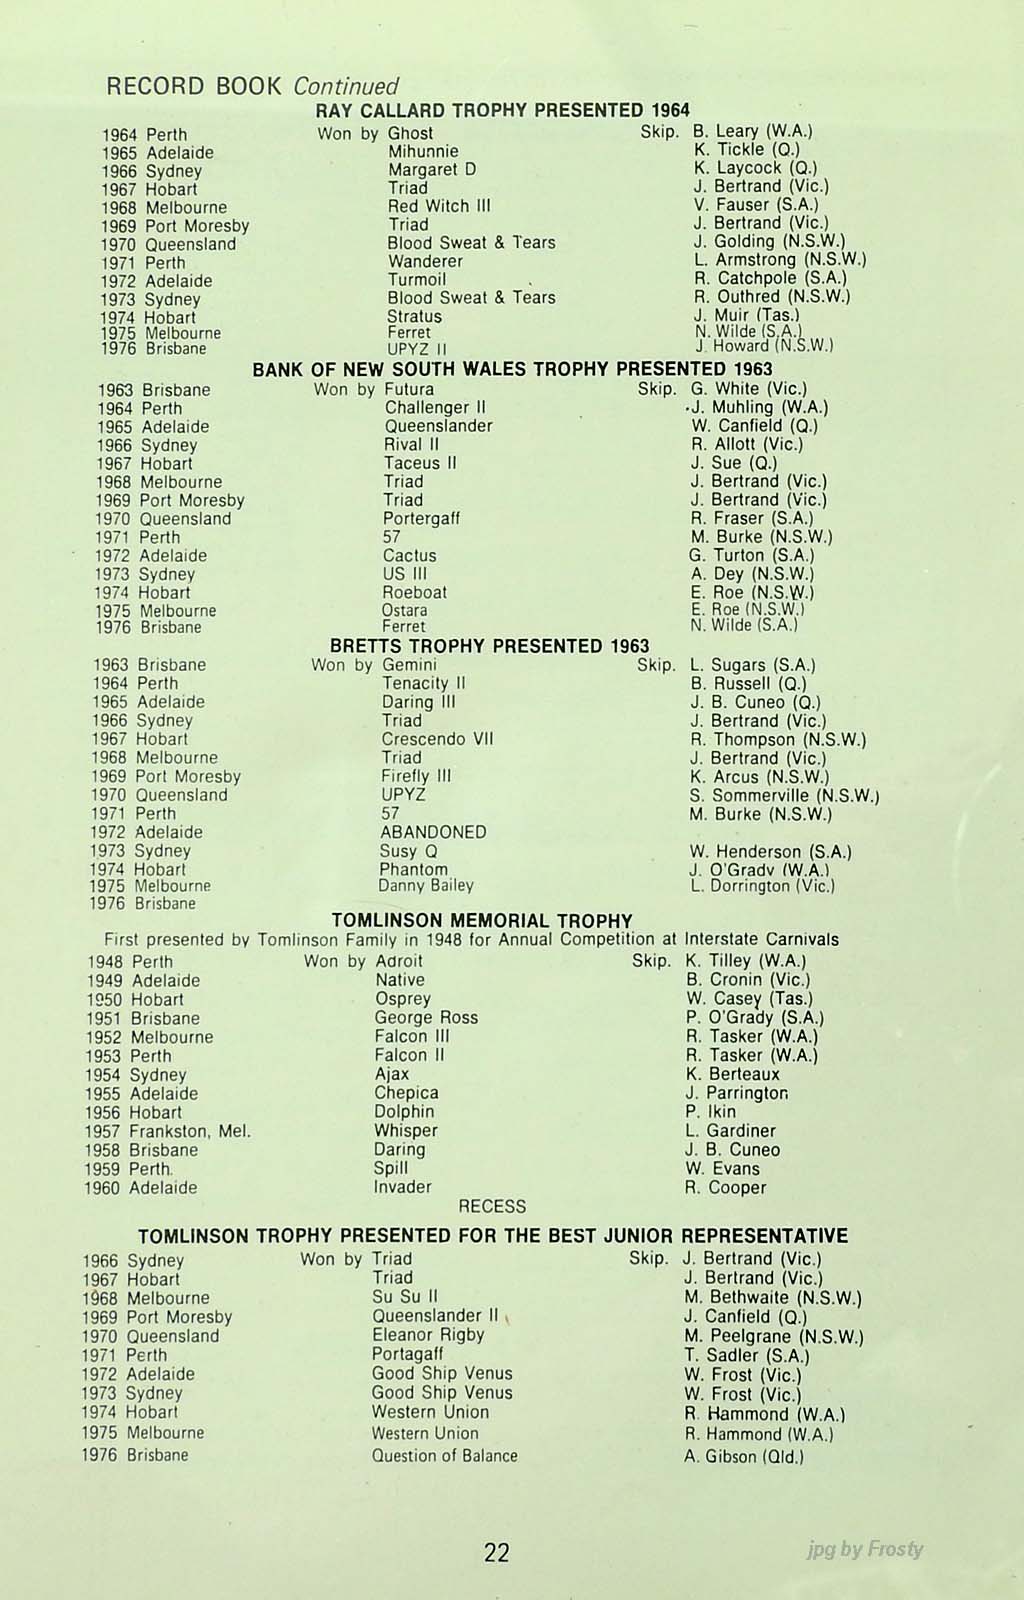 RECORD BOOK Continued
RAY CALLARD TROPHY PRESENTED 1964
1964 Perth Won by Ghost Skip. B. Leary (W.A.)
1965 Adelaide Mihunnie K. Tickle (Q.)
1966 Sydney Margaret D K. Laycock (Q.)
1967 Hobart Triad J. Bertrand (Vic.)
1968 Melbourne Red Witch III V. Fauser (S.A.)
1969 Port Moresby Triad J. Bertrand (Vic.)
1970 Queensland Blood Sweat & Tears J. Golding (N.S.W.)
1971 Perth Wanderer L. Armstrong (N.S.W.)
1972 Adelaide Turmoil R. Catchpole (S.A.)
1973 Sydney Blood Sweat & Tears R. Outhred (N.S.W.)
1974 Hobart Stratus J. Muir (Tas.)
1975 Melbourne Ferret N. Wilde (S.A.)
1976 Brisbane UPYZ II J. Howard (N.S.W.)
BANK OF NEW SOUTH WALES TROPHY PRESENTED 1963
1963 Brisbane Won by Futura Skip. G. White (Vic.)
1964 Perth Challenger II J. Muhling (W.A.)
1965 Adelaide Queenslander W. Canfield (Q.)
1966 Sydney Rival II R. Allott (Vic.)
1967 Hobart Taceus II J. Sue (Q.)
1968 Melbourne Triad J. Bertrand (Vic.)
1969 Port Moresby Triad J. Bertrand (Vic.)
1970 Queensland Portergaff R. Fraser (S.A.)
1971 Perth 57 M. Burke (N.S.W.)
1972 Adelaide Cactus G. Turton (S.A.)
1973 Sydney US III A. Dey (N.S.W.)
1974 Hobart Roeboat E. Roe (N.S.W.)
1975 Melbourne Ostara E. Roe (N.S.W.)
1976 Brisbane Ferret N. Wilde (S.A.)
BRETTS TROPHY PRESENTED 1963
1963 Brisbane Won by Gemini Skip. L. Sugars (S.A.)
1964 Perth Tenacity II B. Russell (Q.)
1965 Adelaide Daring III J. B. Cuneo (Q.)
1966 Sydney Triad J. Bertrand (Vic.)
1967 Hobart Crescendo VII R. Thompson (N.S.W.)
1968 Melbourne Triad J. Bertrand (Vic.)
1969 Port Moresby Firefly III K. Arcus (N.S.W.)
1970 Queensland UPYZ S. Sommerville (N.S.W.)
1971 Perth 57 M. Burke (N.S.W.)
1972 Adelaide ABANDONED
1973 Sydney Susy Q W. Henderson (S.A.)
1974 Hobart Phantom J. O'Grady (W.A.)
1975 Melbourne Danny Bailey L. Dorrington (Vic.)
1976 Brisbane
TOMLINSON MEMORIAL TROPHY
First presented by Tomlinson Family in 1948 for Annual Competition at Interstate Carnivals
1948 Perth Won by Adroit Skip. K. Tilley (W.A.)
1949 Adelaide Native B. Cronin (Vic.)
1950 Hobart Osprey W. Casey (Tas.)
1951 Brisbane George Ross P. O'Grady (S.A.)
1952 Melbourne Falcon III R. Tasker (W.A.)
1953 Perth Falcon II R. Tasker (W.A.)
1954 Sydney Ajax K. Berteaux
1955 Adelaide Chepica J. Parrington
1956 Hobart Dolphin P. Ikin
1957 Frankston, Mel. Whisper L. Gardiner
1958 Brisbane Daring J. B. Cuneo
1959 Perth. Spill W. Evans
1960 Adelaide Invader R. Cooper
RECESS
TOMLINSON TROPHY PRESENTED FOR THE BEST JUNIOR REPRESENTATIVE
1966 Sydney Won by Triad Skip. J. Bertrand (Vic.)
1967 Hobart Triad J. Bertrand (Vic.)
1968 Melbourne Su Su II M. Bethwaite (N.S.W.)
1969 Port Moresby Queenslander II J. Canfield (Q.)
1970 Queensland Eleanor Rigby M. Peelgrane (N.S.W.)
1971 Perth Portagaff T. Sadler (S.A.)
1972 Adelaide Good Ship Venus W. Frost (Vic.)
1973 Sydney Good Ship Venus W. Frost (Vic.)
1974 Hobart Western Union R. Hammond (W.A.)
1975 Melbourne Western Union R. Hammond (W.A.)
1976 Brisbane Question of Balance A. Gibson (Qld.)
22
jpg by Frosty